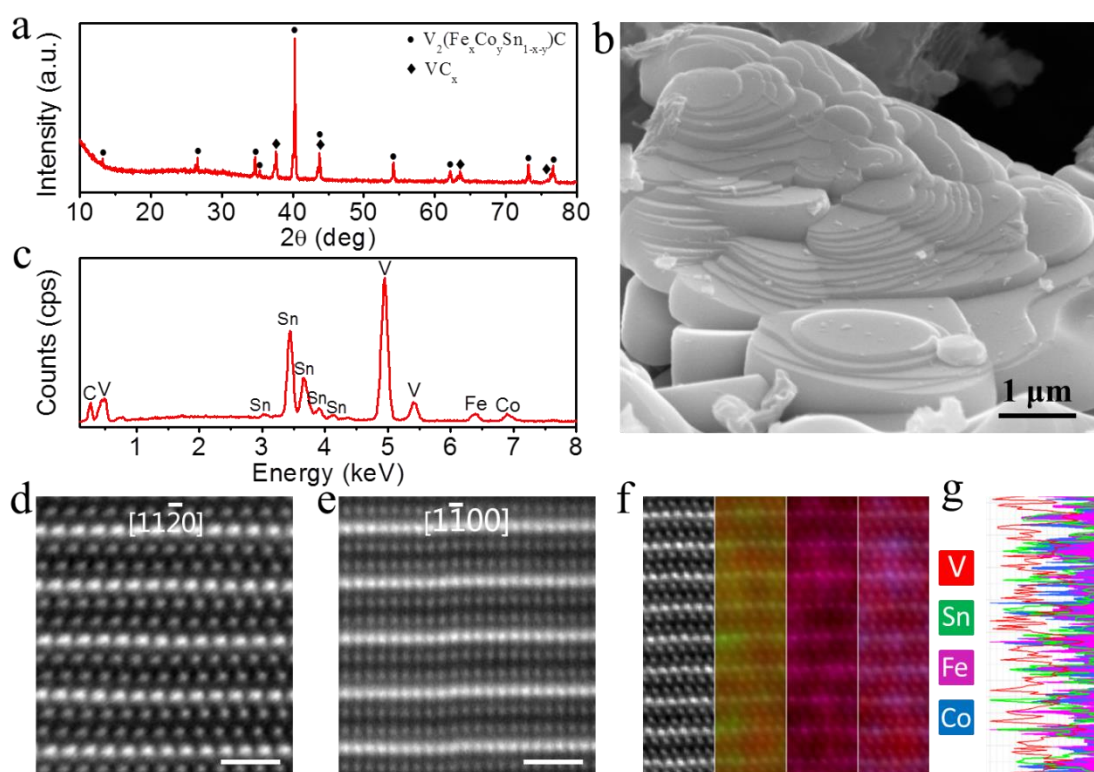 a
Intensity (a.u.)
● V₂(FeₓCoᵧSn₁₋ₓ₋ᵧ)C
◆ VCₓ
10 20 30 40 50 60 70 80
2θ (deg)
b
1 μm
c
Counts (cps)
C V Sn Sn Sn Sn Sn V V Fe Co
1 2 3 4 5 6 7 8
Energy (keV)
d
[112̄0]
e
[11̄00]
f
g
V
Sn
Fe
Co